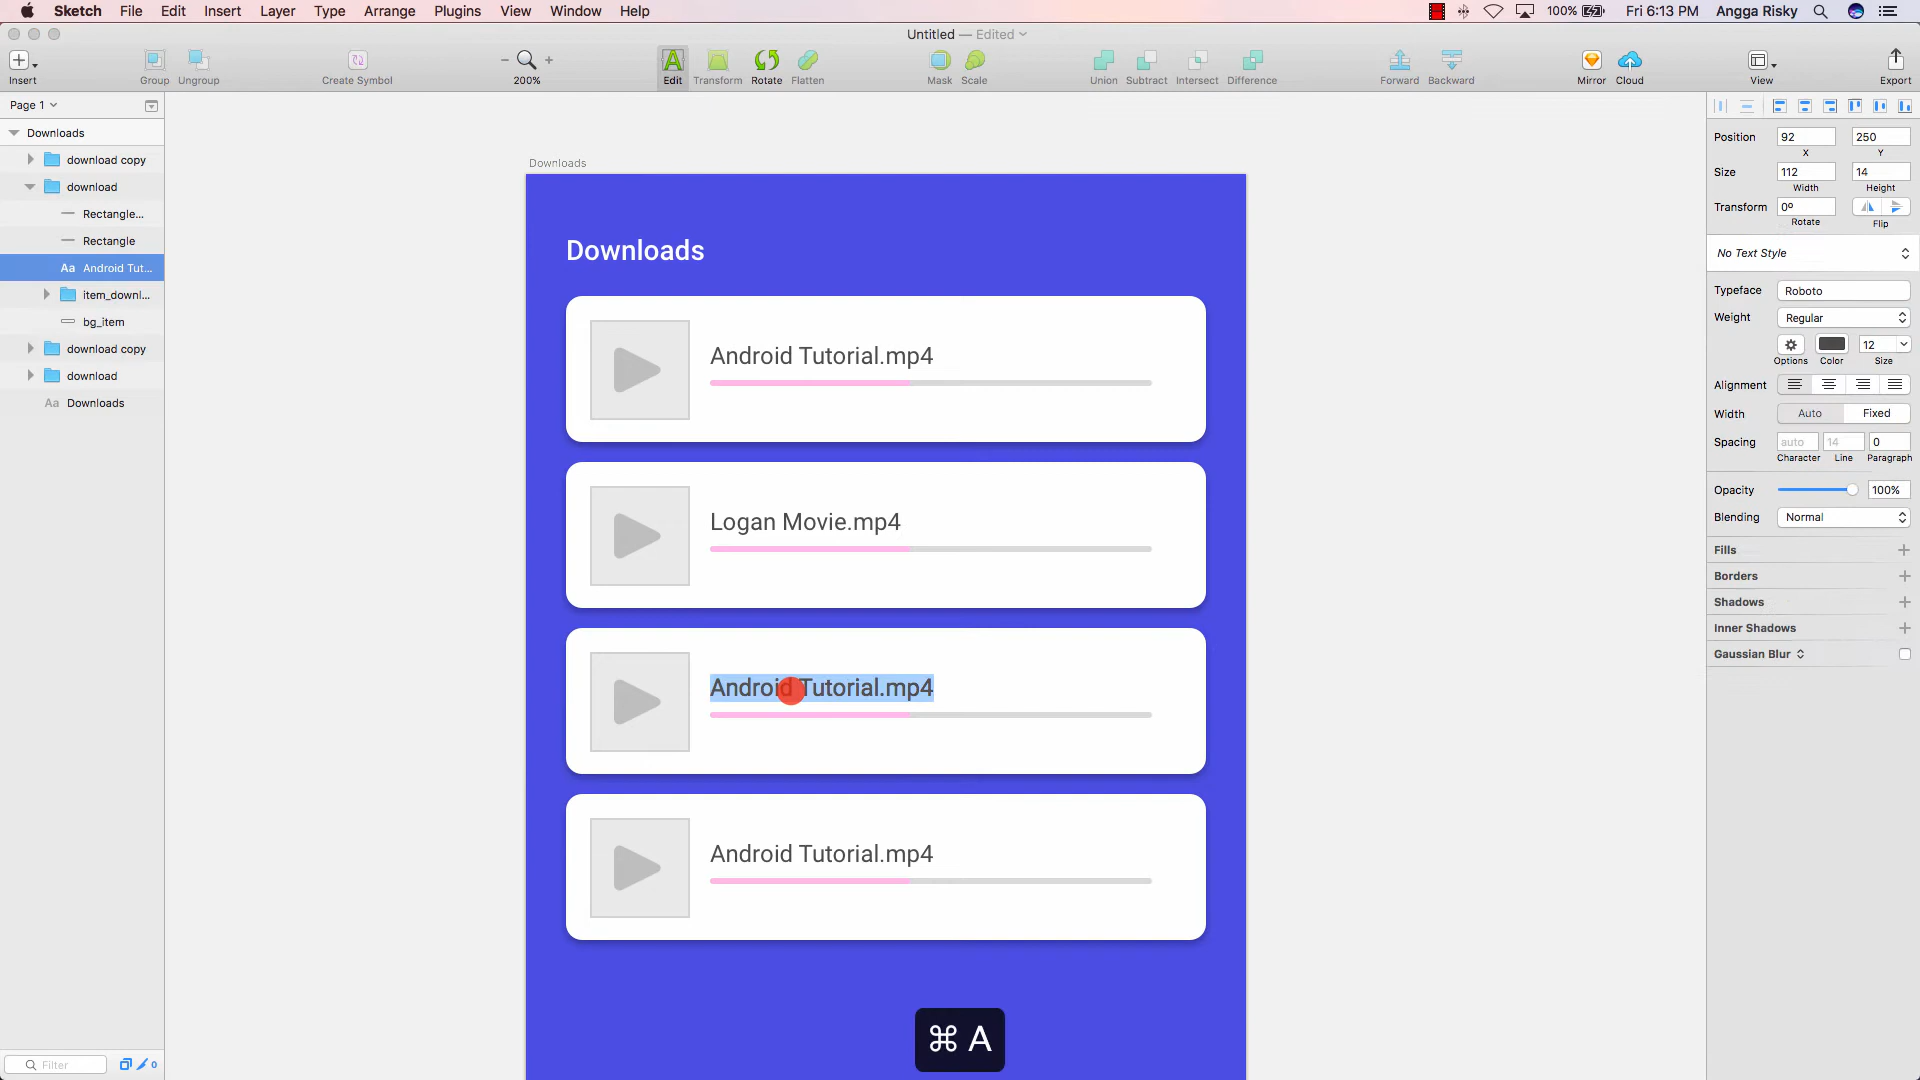 Sketch File Edit Insert Layer Type Arrange Plugins View Window Help 100% Fri 6:13 PM Angga Risky
Untitled — Edited
Insert Group Ungroup Create Symbol 200% Edit Transform Rotate Flatten Mask Scale Union Subtract Intersect Difference Forward Backward Mirror Cloud View Export
Page 1
Downloads
download copy
download
Rectangle...
Rectangle
Aa Android Tut...
item_downl...
bg_item
download copy
download
Aa Downloads
Filter 0
Downloads
Downloads
Android Tutorial.mp4
Logan Movie.mp4
Android Tutorial.mp4
Android Tutorial.mp4
⌘ A
Position 92 250
X Y
Size 112 14
Width Height
Transform 0º
Rotate Flip
No Text Style
Typeface Roboto
Weight Regular
12
Options Color Size
Alignment
Width Auto Fixed
Spacing auto 14 0
Character Line Paragraph
Opacity 100%
Blending Normal
Fills
Borders
Shadows
Inner Shadows
Gaussian Blur